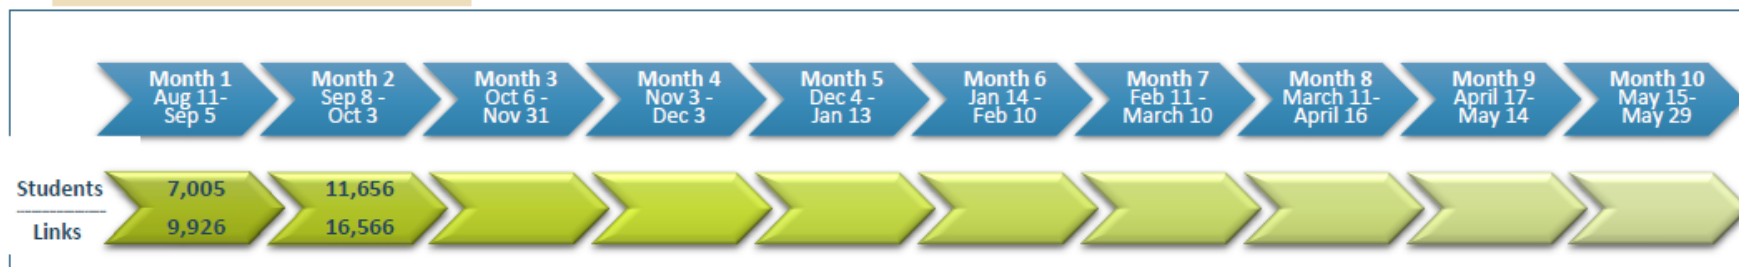 Month 1
Aug 11-
Sep 5
Month 2
Sep 8 -
Oct 3
Month 3
Oct 6 -
Nov 31
Month 4
Nov 3 -
Dec 3
Month 5
Dec 4 -
Jan 13
Month 6
Jan 14 -
Feb 10
Month 7
Feb 11 -
March 10
Month 8
March 11-
April 16
Month 9
April 17-
May 14
Month 10
May 15-
May 29
Students 7,005 11,656
Links 9,926 16,566